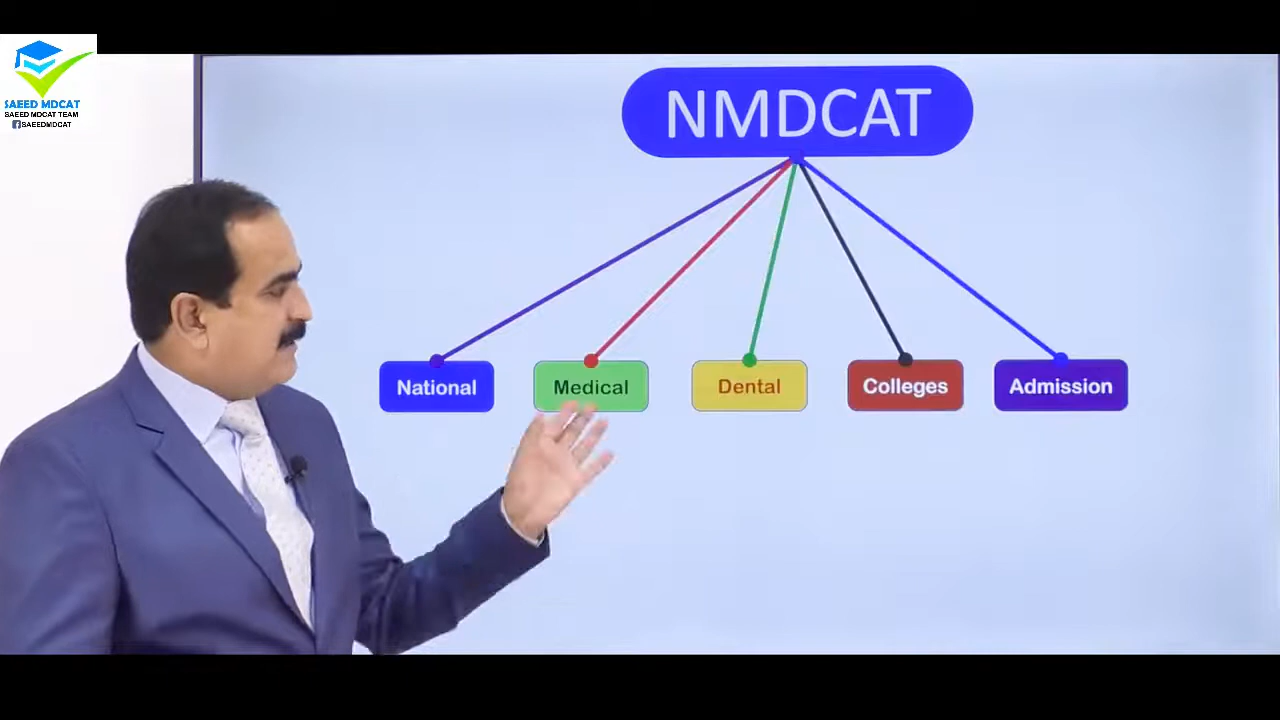 SAEED MDCAT
SAEED MDCAT TEAM
SAEEDMDCAT
NMDCAT
National
Medical
Dental
Colleges
Admission